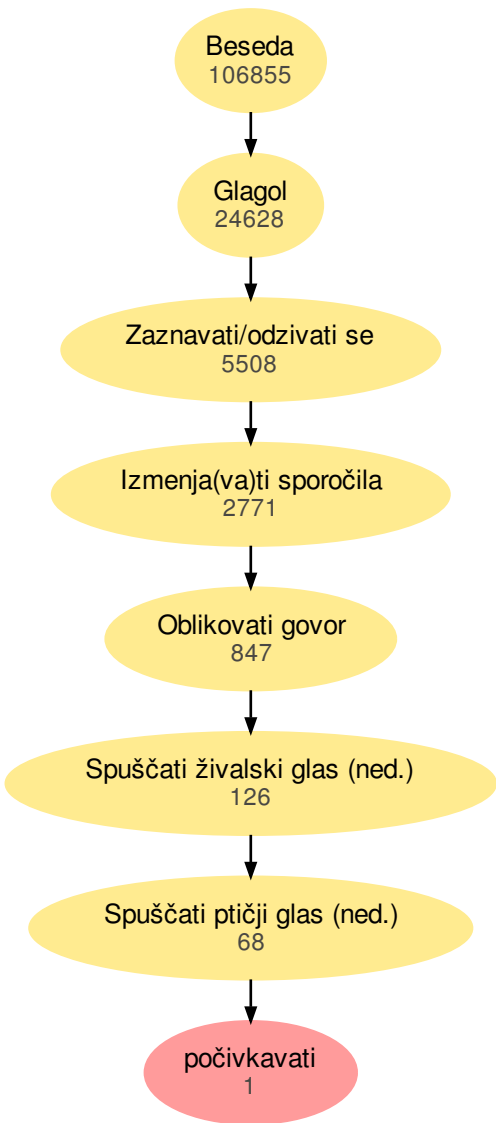 Beseda
106855
Glagol
24628
Zaznavati/odzivati se
5508
Izmenja(va)ti sporočila
2771
Oblikovati govor
847
Spuščati živalski glas (ned.)
126
Spuščati ptičji glas (ned.)
68
počivkavati
1